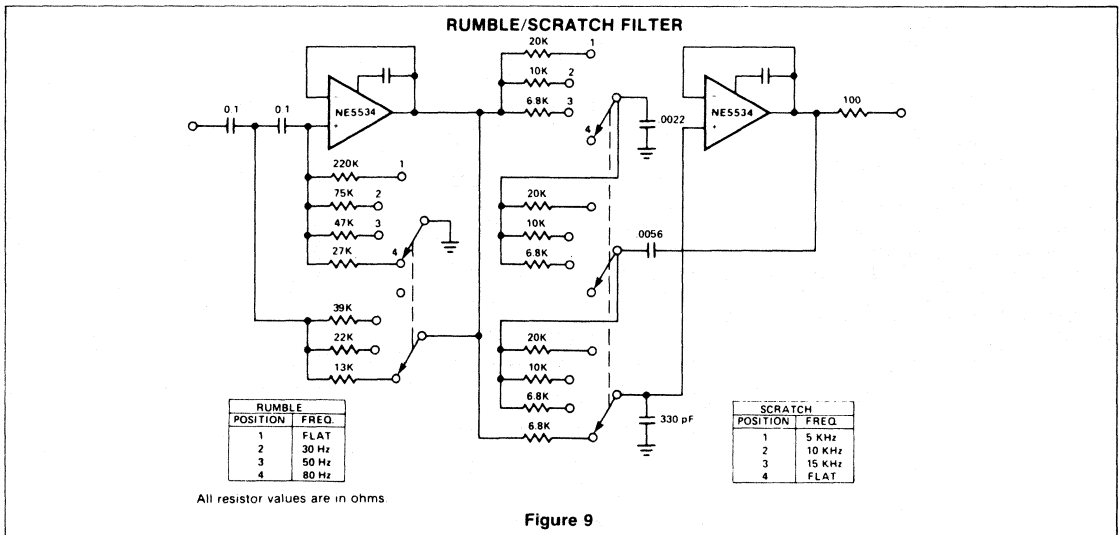 RUMBLE/SCRATCH FILTER
20K 1
10K 2
6.8K 3
4
0.1 0.1
- NE5534 +
- NE5534 +
100
.0022
220K 1
75K 2
47K 3
27K 4
20K
10K
6.8K
.0056
39K
22K
13K
20K
10K
6.8K
6.8K
330 pF
RUMBLE
POSITION FREQ.
1 FLAT
2 30 Hz
3 50 Hz
4 80 Hz
SCRATCH
POSITION FREQ
1 5 KHz
2 10 KHz
3 15 KHz
4 FLAT
All resistor values are in ohms
Figure 9